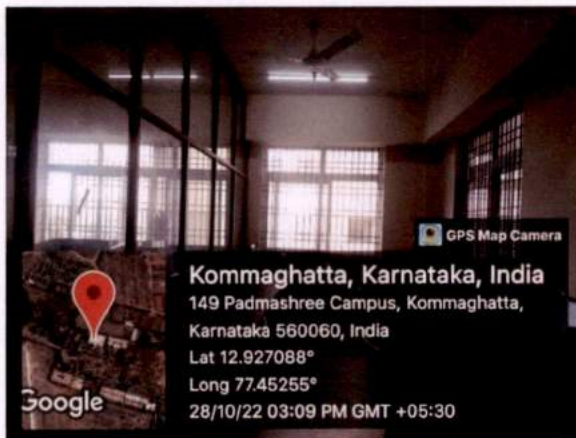 GPS Map Camera
Kommaghatta, Karnataka, India
149 Padmashree Campus, Kommaghatta,
Karnataka 560060, India
Lat 12.927088°
Long 77.45255°
28/10/22 03:09 PM GMT +05:30
Google